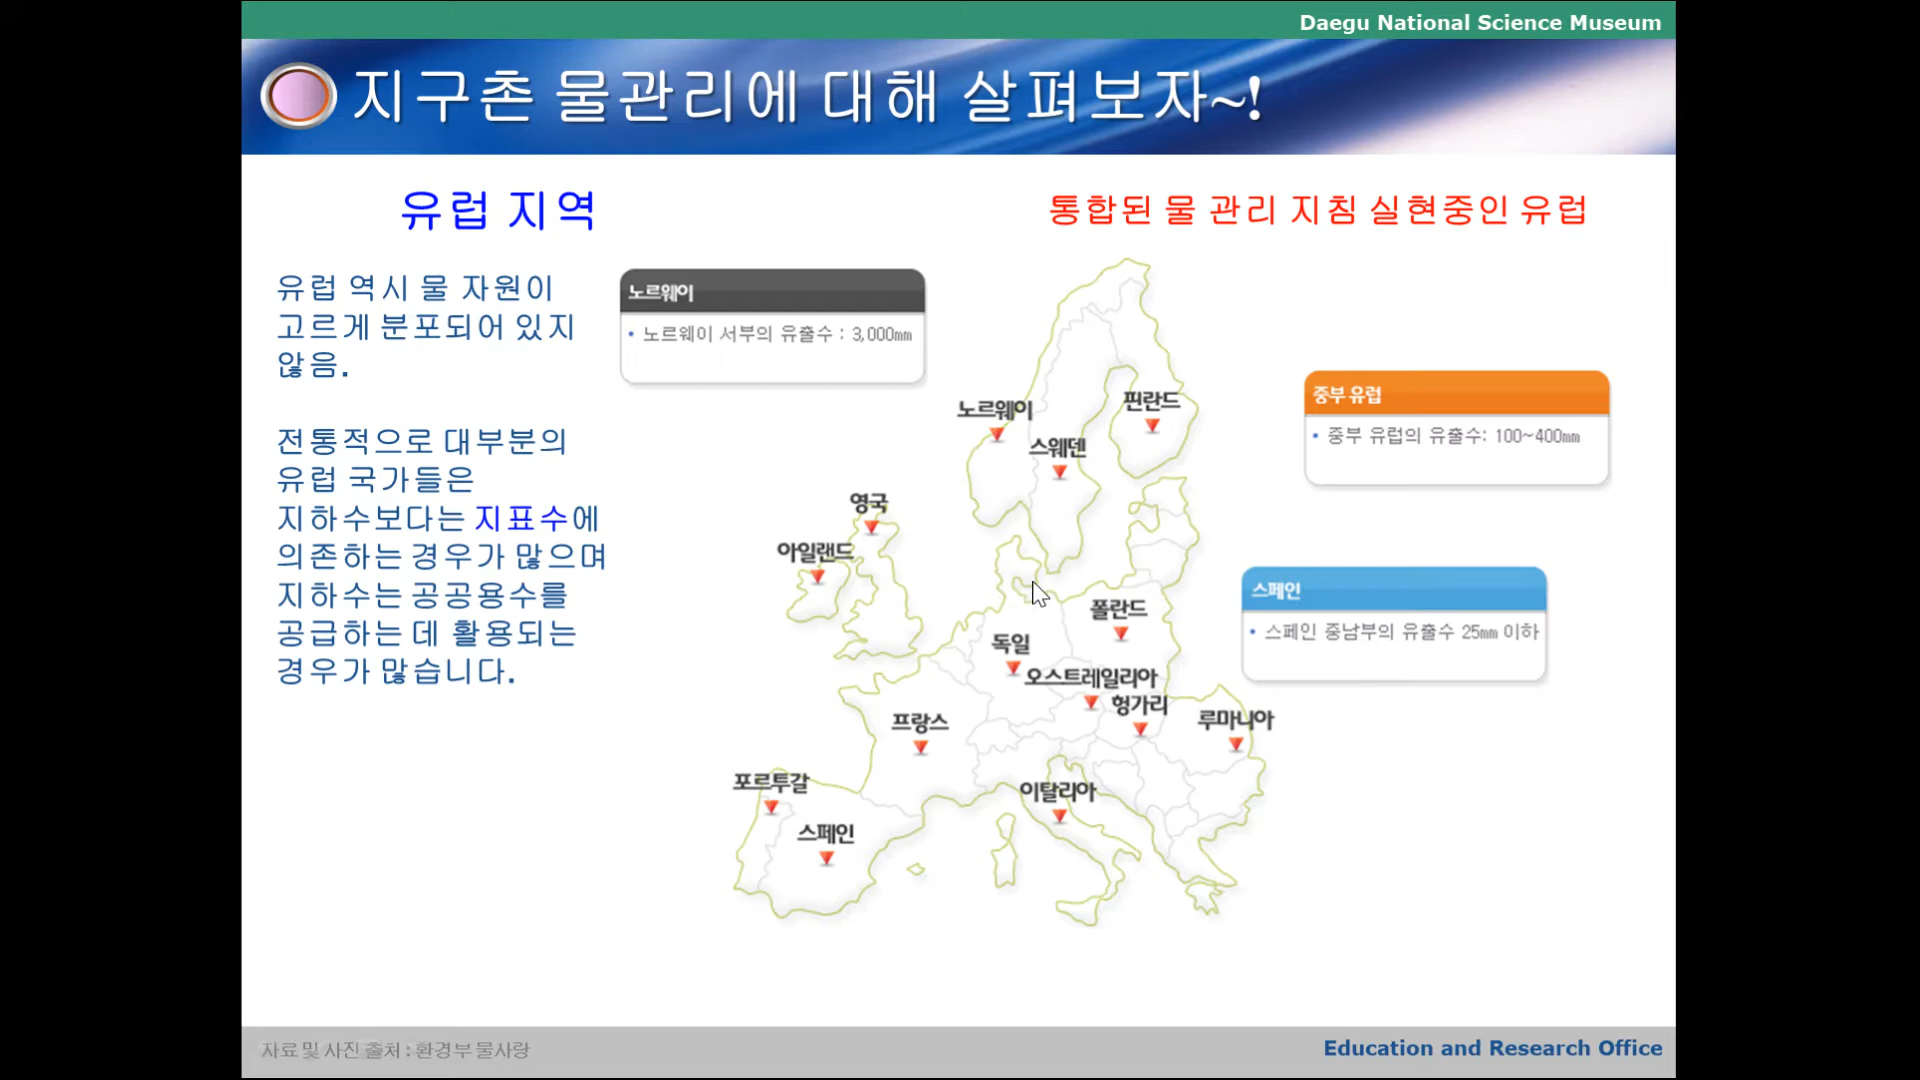 Daegu National Science Museum
지구촌 물관리에 대해 살펴보자~!
유럽 지역
통합된 물 관리 지침 실현중인 유럽
유럽 역시 물 자원이
고르게 분포되어 있지
않음.
전통적으로 대부분의
유럽 국가들은
지하수보다는 지표수에
의존하는 경우가 많으며
지하수는 공공용수를
공급하는 데 활용되는
경우가 많습니다.
노르웨이
• 노르웨이 서부의 유출수 : 3,000㎜
중부 유럽
• 중부 유럽의 유출수: 100~400㎜
스페인
• 스페인 중남부의 유출수 25㎜ 이하
노르웨이
핀란드
스웨덴
영국
아일랜드
폴란드
독일
오스트레일리아
헝가리
루마니아
프랑스
포르투갈
이탈리아
스페인
자료 및 사진 출처 : 환경부 물사랑
Education and Research Office